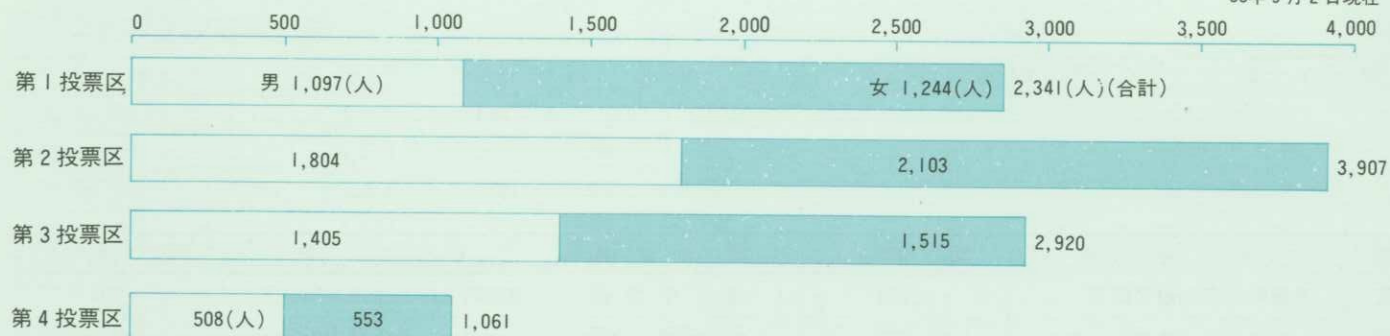 0 500 1,000 1,500 2,000 2,500 3,000 3,500 4,000
第1投票区 男 1,097(人) 女 1,244(人) 2,341(人)(合計)
第2投票区 1,804 2,103 3,907
第3投票区 1,405 1,515 2,920
第4投票区 508(人) 553 1,061